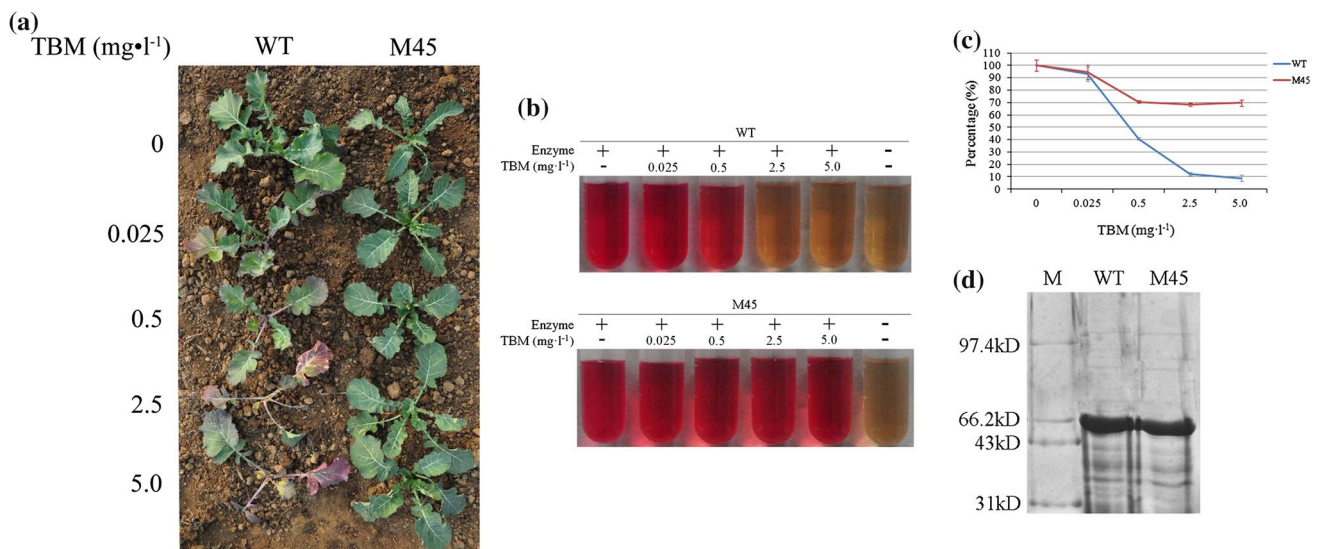 (a)
TBM (mg•l-1) WT M45
0
0.025
0.5
2.5
5.0
(b)
WT
Enzyme + + + + + -
TBM (mg·l-1) - 0.025 0.5 2.5 5.0 -
M45
Enzyme + + + + + -
TBM (mg·l-1) - 0.025 0.5 2.5 5.0 -
(c)
Percentage (%)
110
100
90
80
70
60
50
40
30
20
10
0
0 0.025 0.5 2.5 5.0
TBM (mg·l-1)
WT
M45
(d)
M WT M45
97.4kD
66.2kD
43kD
31kD